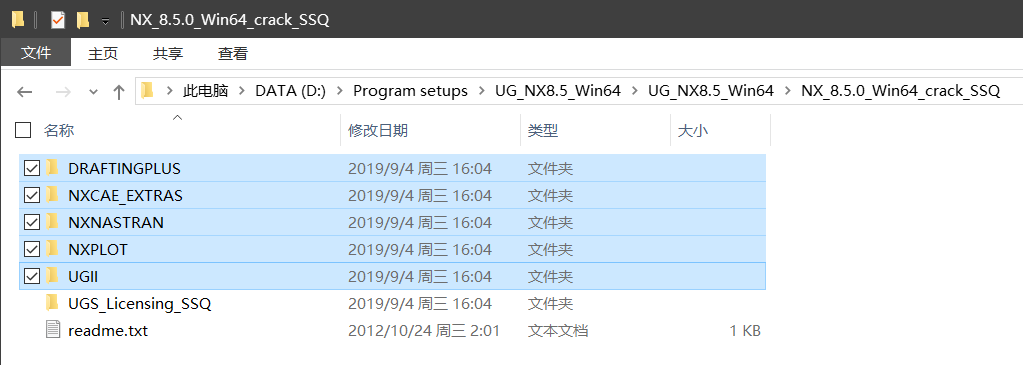 NX_8.5.0_Win64_crack_SSQ
文件 主页 共享 查看
此电脑 DATA (D:) Program setups UG_NX8.5_Win64 UG_NX8.5_Win64 NX_8.5.0_Win64_crack_SSQ
名称 修改日期 类型 大小
DRAFTINGPLUS 2019/9/4 周三 16:04 文件夹
NXCAE_EXTRAS 2019/9/4 周三 16:04 文件夹
NXNASTRAN 2019/9/4 周三 16:04 文件夹
NXPLOT 2019/9/4 周三 16:04 文件夹
UGII 2019/9/4 周三 16:04 文件夹
UGS_Licensing_SSQ 2019/9/4 周三 16:04 文件夹
readme.txt 2012/10/24 周三 2:01 文本文档 1 KB